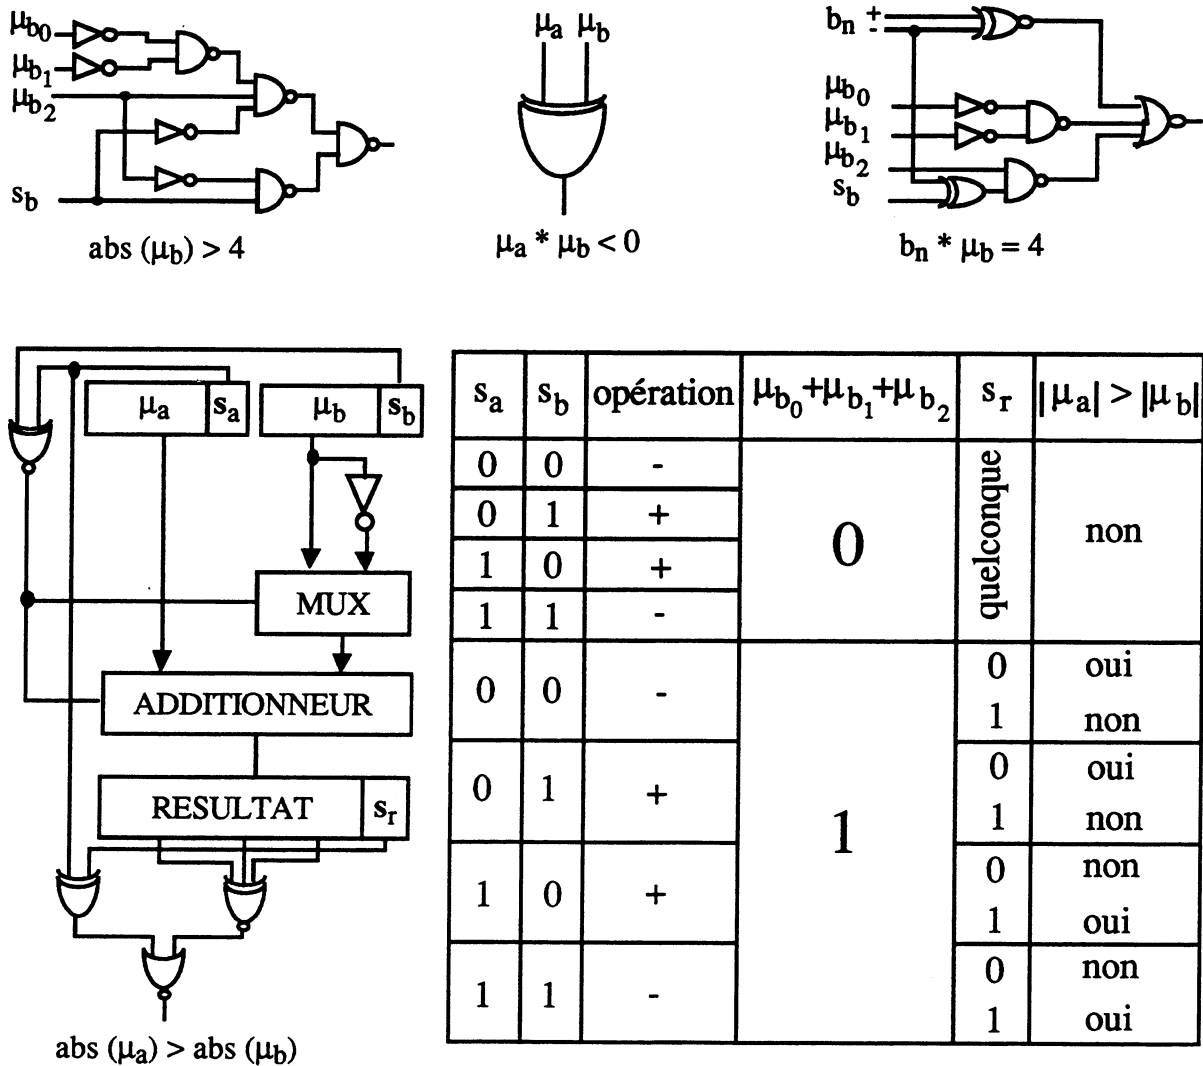 μb0
μb1
μb2
sb
abs (μb) > 4
μa μb
μa * μb < 0
bn + -
μb0
μb1
μb2
sb
bn * μb = 4
μa sa μb sb
MUX
ADDITIONNEUR
RESULTAT sr
abs (μa) > abs (μb)
sa sb opération μb0+μb1+μb2 sr |μa| > |μb|
0 0 -
0 1 +
1 0 +
1 1 -
0 quelconque non
0 0 - 1
0 oui
1 non
0 1 +
0 oui
1 non
1 0 +
0 non
1 oui
1 1 -
0 non
1 oui